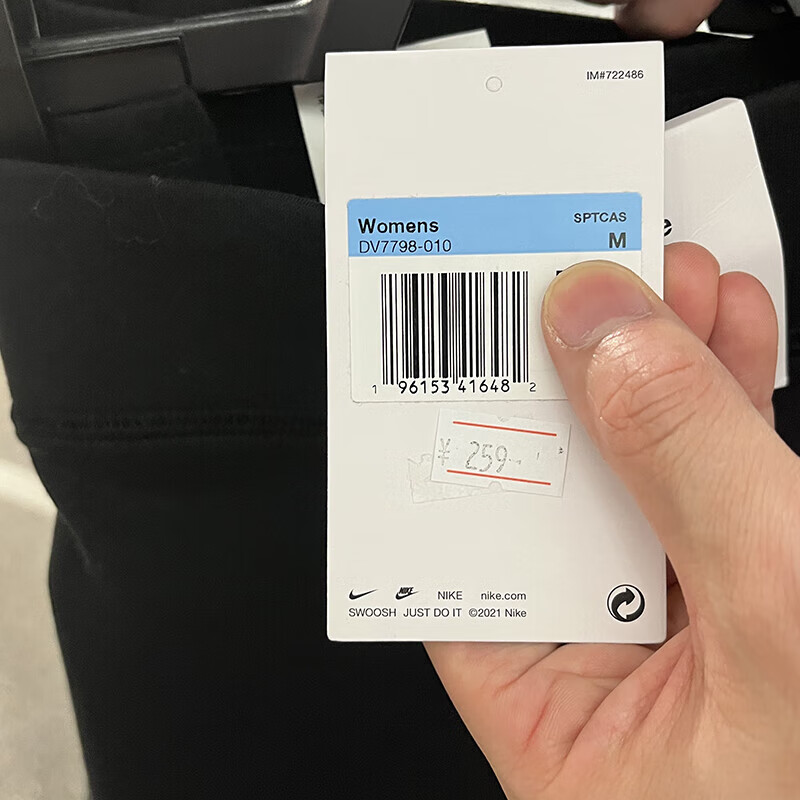 IM#722486
Womens
SPTCAS
DV7798-010
M
1 96153 41648 2
¥ 259
NIKE
NIKE nike.com
SWOOSH JUST DO IT ©2021 Nike
e